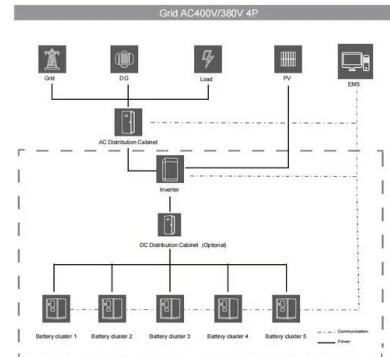 Grid AC400V/380V 4P
Grid
DG
Load
PV
EMS
AC Distribution Cabinet
Inverter
DC Distribution Cabinet (Optional)
Battery cluster 1
Battery cluster 2
Battery cluster 3
Battery cluster 4
Battery cluster 5
Communication
Power